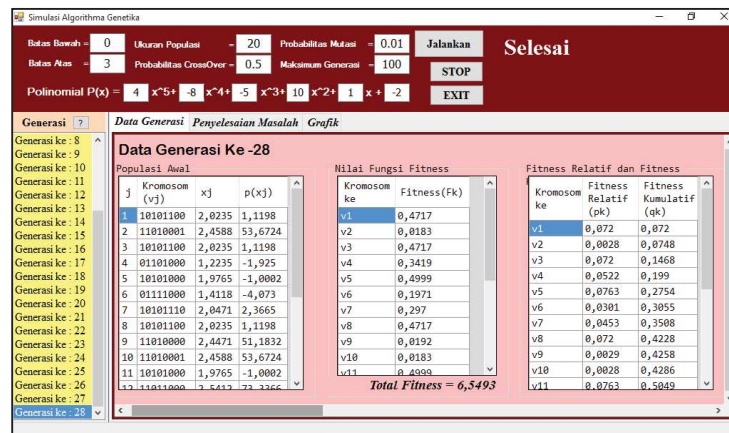 Simulasi Algorithma Genetika
Batas Bawah = 0 Ukuran Populasi = 20 Probabilitas Mutasi = 0.01 Jalankan Selesai
Batas Atas = 3 Probabilitas CrossOver = 0.5 Maksimum Generasi = 100 STOP
Polinomial P(x) = 4 x^5+ -8 x^4+ -5 x^3+ 10 x^2+ 1 x + -2 EXIT
Generasi ? Data Generasi Penyelesaian Masalah Grafik
Generasi ke : 8
Generasi ke : 9
Generasi ke : 10
Generasi ke : 11
Generasi ke : 12
Generasi ke : 13
Generasi ke : 14
Generasi ke : 15
Generasi ke : 16
Generasi ke : 17
Generasi ke : 18
Generasi ke : 19
Generasi ke : 20
Generasi ke : 21
Generasi ke : 22
Generasi ke : 23
Generasi ke : 24
Generasi ke : 25
Generasi ke : 26
Generasi ke : 27
Generasi ke : 28
Data Generasi Ke -28
Populasi Awal
j Kromosom (vj) xj p(xj)
1 10101100 2,0235 1,1198
2 11010001 2,4588 53,6724
3 10101100 2,0235 1,1198
4 01101000 1,2235 -1,925
5 10101000 1,9765 -1,0002
6 01111000 1,4118 -4,073
7 10101110 2,0471 2,3665
8 10101100 2,0235 1,1198
9 11010000 2,4471 51,1832
10 11010001 2,4588 53,6724
11 10101000 1,9765 -1,0002
12 11011000 2,5412 73,3366
Nilai Fungsi Fitness
Kromosom ke Fitness(Fk)
v1 0,4717
v2 0,0183
v3 0,4717
v4 0,3419
v5 0,4999
v6 0,1971
v7 0,297
v8 0,4717
v9 0,0192
v10 0,0183
v11 0,4999
Total Fitness = 6,5493
Fitness Relatif dan Fitness
Kromosom ke Fitness Relatif (pk) Fitness Kumulatif (qk)
v1 0,072 0,072
v2 0,0028 0,0748
v3 0,072 0,1468
v4 0,0522 0,199
v5 0,0763 0,2754
v6 0,0301 0,3055
v7 0,0453 0,3508
v8 0,072 0,4228
v9 0,0029 0,4258
v10 0,0028 0,4286
v11 0,0763 0,5049